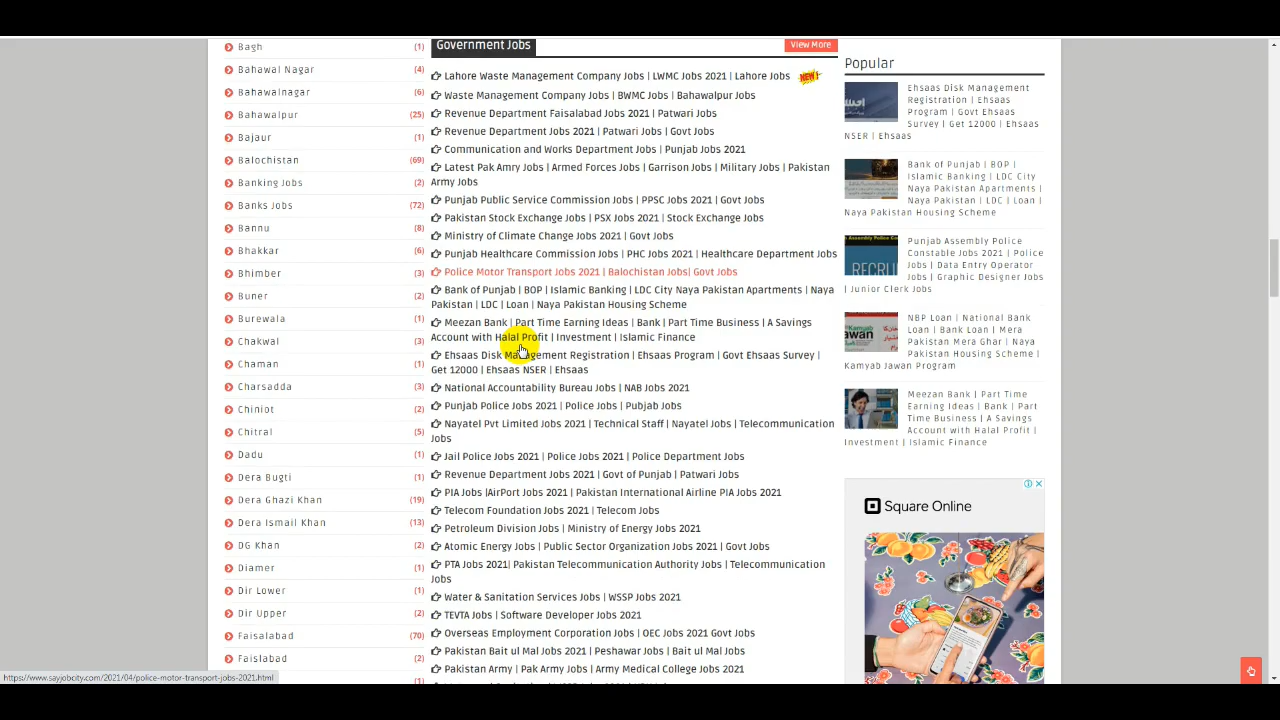 Bagh (1)
Bahawal Nagar (4)
Bahawalnagar (6)
Bahawalpur (25)
Bajaur (1)
Balochistan (69)
Banking Jobs (2)
Banks Jobs (72)
Bannu (8)
Bhakkar (6)
Bhimber (3)
Buner (2)
Burewala (1)
Chakwal (3)
Chaman (1)
Charsadda (3)
Chiniot (2)
Chitral (5)
Dadu (1)
Dera Bugti (1)
Dera Ghazi Khan (19)
Dera Ismail Khan (13)
DG Khan (2)
Diamer (1)
Dir Lower (1)
Dir Upper (2)
Faisalabad (70)
Faislabad (2)
Government Jobs
View More
Lahore Waste Management Company Jobs | LWMC Jobs 2021 | Lahore Jobs NEW!
Waste Management Company Jobs | BWMC Jobs | Bahawalpur Jobs
Revenue Department Faisalabad Jobs 2021 | Patwari Jobs
Revenue Department Jobs 2021 | Patwari Jobs | Govt Jobs
Communication and Works Department Jobs | Punjab Jobs 2021
Latest Pak Amry Jobs | Armed Forces Jobs | Garrison Jobs | Military Jobs | Pakistan
Army Jobs
Punjab Public Service Commission Jobs | PPSC Jobs 2021 | Govt Jobs
Pakistan Stock Exchange Jobs | PSX Jobs 2021 | Stock Exchange Jobs
Ministry of Climate Change Jobs 2021 | Govt Jobs
Punjab Healthcare Commission Jobs | PHC Jobs 2021 | Healthcare Department Jobs
Police Motor Transport Jobs 2021 | Balochistan Jobs| Govt Jobs
Bank of Punjab | BOP | Islamic Banking | LDC City Naya Pakistan Apartments | Naya
Pakistan | LDC | Loan | Naya Pakistan Housing Scheme
Meezan Bank | Part Time Earning Ideas | Bank | Part Time Business | A Savings
Account with Halal Profit | Investment | Islamic Finance
Ehsaas Disk Management Registration | Ehsaas Program | Govt Ehsaas Survey |
Get 12000 | Ehsaas NSER | Ehsaas
National Accountability Bureau Jobs | NAB Jobs 2021
Punjab Police Jobs 2021 | Police Jobs | Pubjab Jobs
Nayatel Pvt Limited Jobs 2021 | Technical Staff | Nayatel Jobs | Telecommunication
Jobs
Jail Police Jobs 2021 | Police Jobs 2021 | Police Department Jobs
Revenue Department Jobs 2021 | Govt of Punjab | Patwari Jobs
PIA Jobs |AirPort Jobs 2021 | Pakistan International Airline PIA Jobs 2021
Telecom Foundation Jobs 2021 | Telecom Jobs
Petroleum Division Jobs | Ministry of Energy Jobs 2021
Atomic Energy Jobs | Public Sector Organization Jobs 2021 | Govt Jobs
PTA Jobs 2021| Pakistan Telecommunication Authority Jobs | Telecommunication
Jobs
Water & Sanitation Services Jobs | WSSP Jobs 2021
TEVTA Jobs | Software Developer Jobs 2021
Overseas Employment Corporation Jobs | OEC Jobs 2021 Govt Jobs
Pakistan Bait ul Mal Jobs 2021 | Peshawar Jobs | Bait ul Mal Jobs
Pakistan Army | Pak Army Jobs | Army Medical College Jobs 2021
Popular
Ehsaas Disk Management
Registration | Ehsaas
Program | Govt Ehsaas
Survey | Get 12000 | Ehsaas
NSER | Ehsaas
Bank of Punjab | BOP |
Islamic Banking | LDC City
Naya Pakistan Apartments |
Naya Pakistan | LDC | Loan |
Naya Pakistan Housing Scheme
Punjab Assembly Police
Constable Jobs 2021 | Police
Jobs | Data Entry Operator
Jobs | Graphic Designer Jobs
| Junior Clerk Jobs
NBP Loan | National Bank
Loan | Bank Loan | Mera
Pakistan Mera Ghar | Naya
Pakistan Housing Scheme |
Kamyab Jawan Program
Meezan Bank | Part Time
Earning Ideas | Bank | Part
Time Business | A Savings
Account with Halal Profit |
Investment | Islamic Finance
Square Online
https://www.sayjobcity.com/2021/04/police-motor-transport-jobs-2021.html